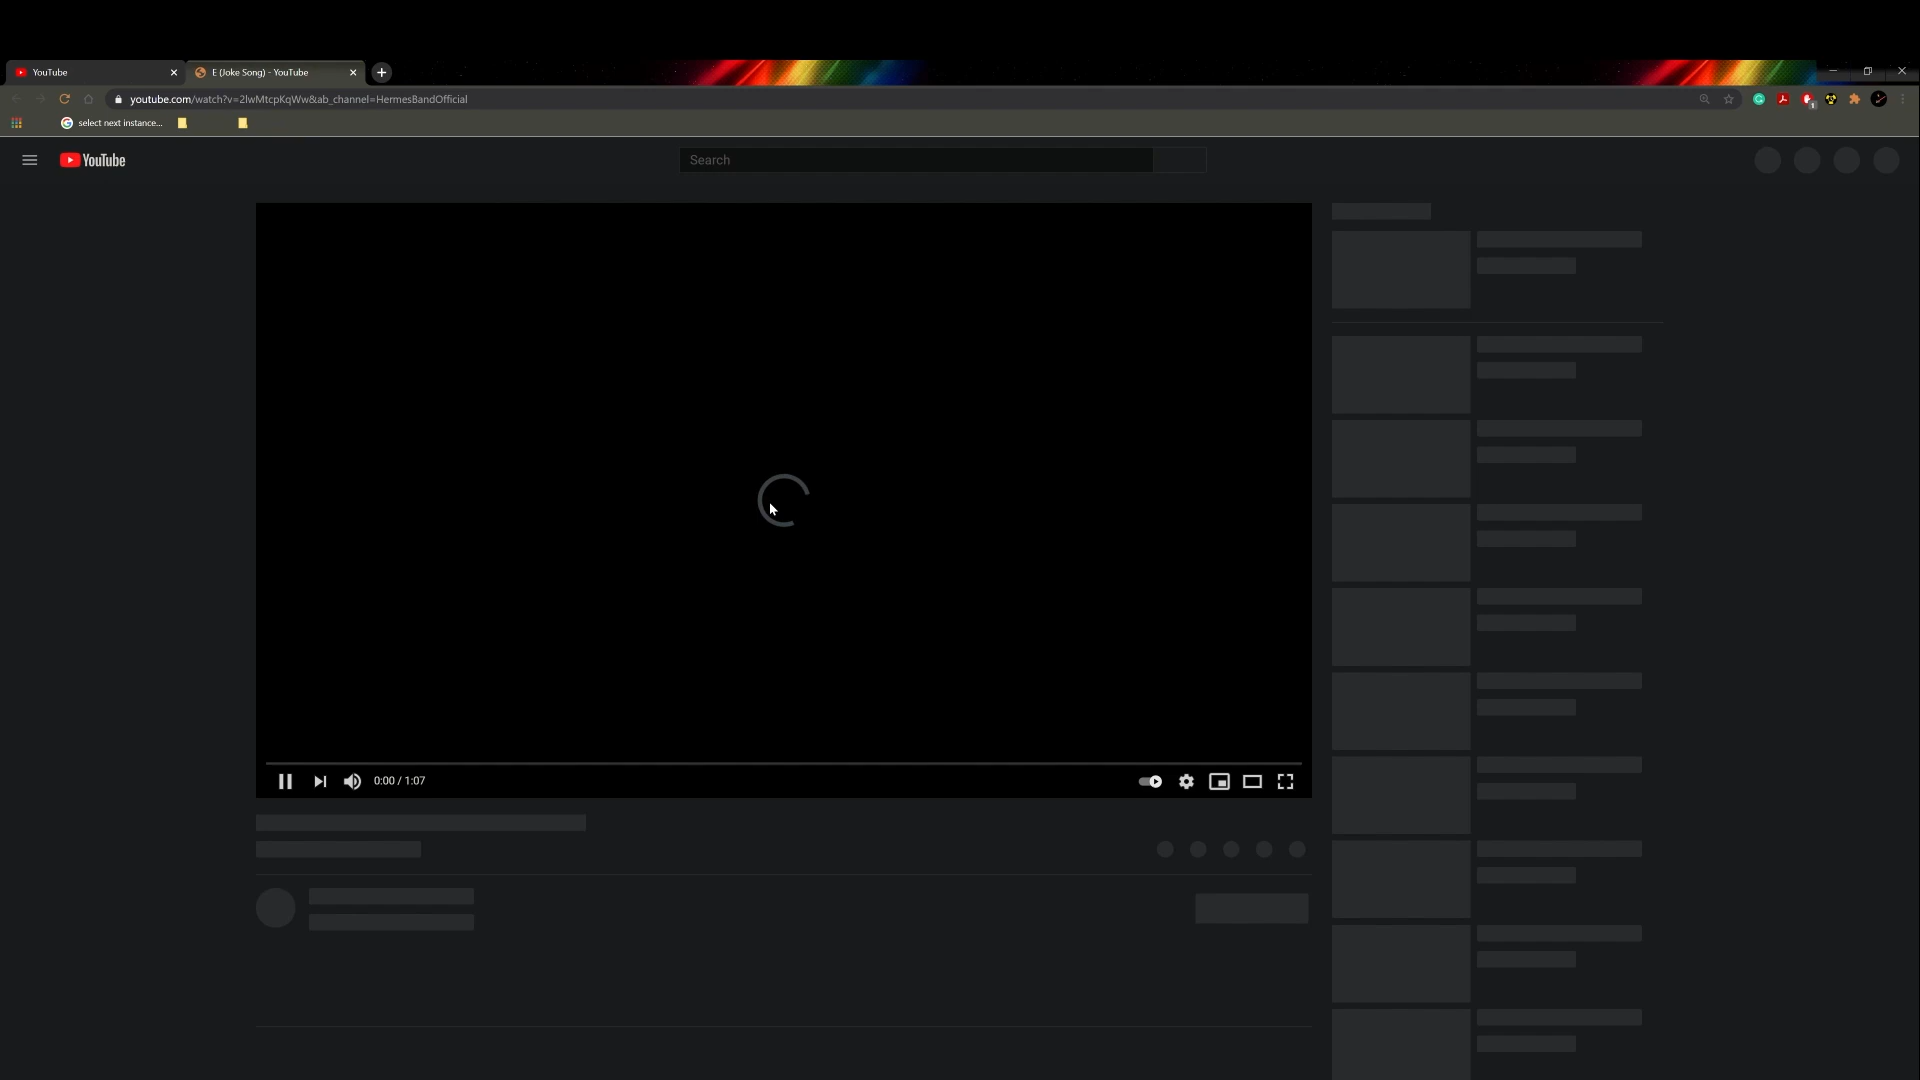 YouTube
E (Joke Song) - YouTube
youtube.com/watch?v=2lwMtcpKqWw&ab_channel=HermesBandOfficial
select next instance...
YouTube
Search
0:00 / 1:07